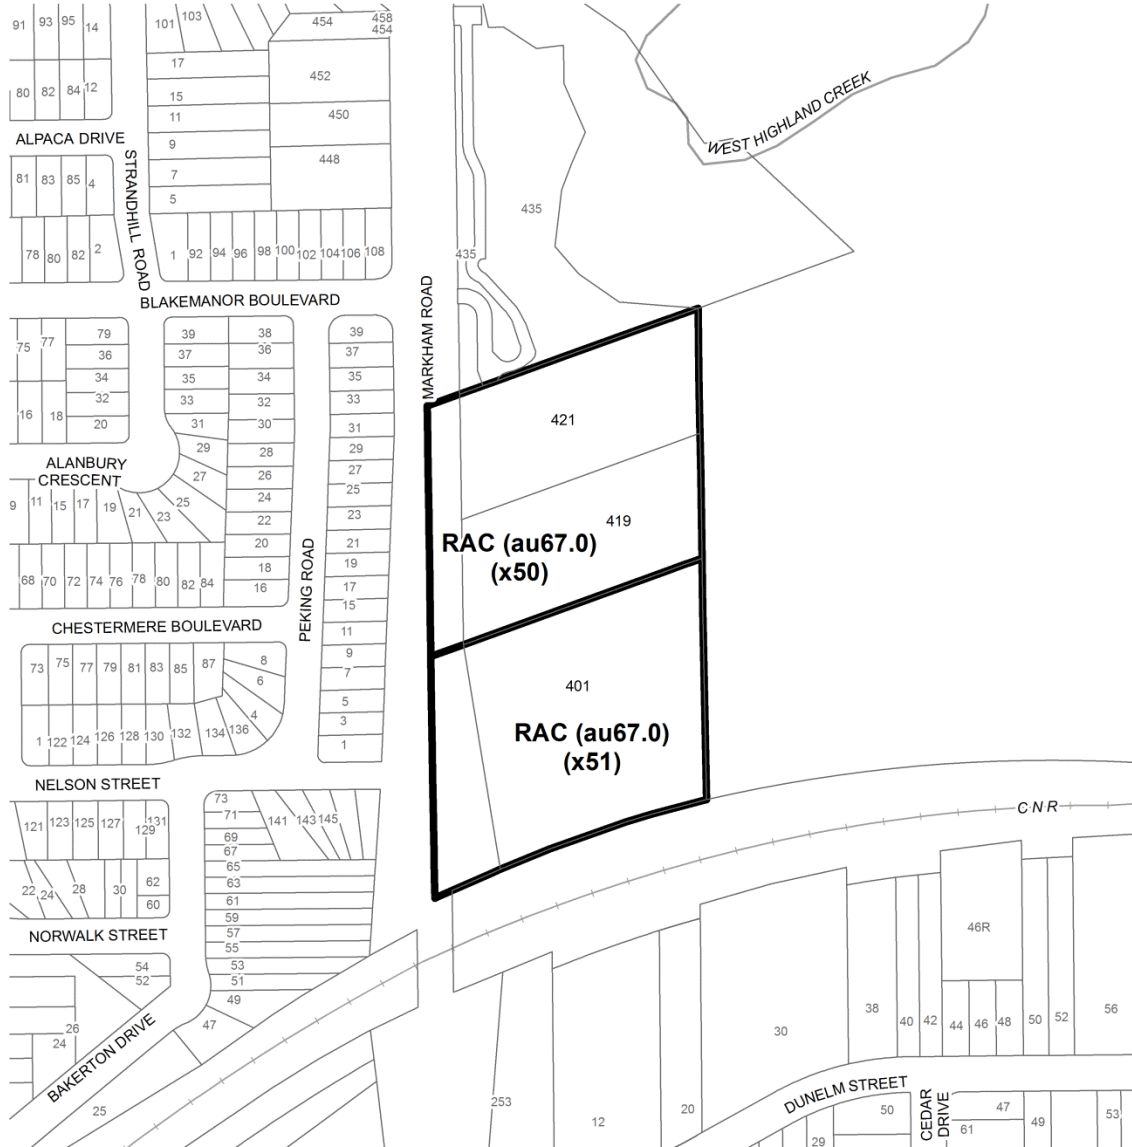 91 93 95 14
101 103
454 458
454
17
452
80 82 84 12
15
11
450
ALPACA DRIVE
9
448
STRANDHILL ROAD
81 83 85 4
7
5
WEST HIGHLAND CREEK
435
78 80 82 2
1 92 94 96 98 100 102 104 106 108
435
BLAKEMANOR BOULEVARD
MARKHAM ROAD
75 77
79
36
34
32
20
39
37
35
33
31
29
27
25
23
21
19
38
36
34
32
30
28
26
24
22
20
18
16
39
37
35
33
31
29
27
25
23
21
19
17
15
11
9
7
5
3
1
16 18
ALANBURY
CRESCENT
9 11 15 17
421
419
RAC (au67.0)
(x50)
PEKING ROAD
68 70 72 74 76 78 80 82 84
CHESTERMERE BOULEVARD
73 75 77 79 81 83 85 87
8
6
4
401
RAC (au67.0)
(x51)
1 122 124 126 128 130 132 134 136
NELSON STREET
73
71
69
67
65
63
61
59
57
55
53
51
49
47
141 143 145
121 123 125 127 129 131
CNR
22 24 28 30 62
60
NORWALK STREET
54
52
46R
26
24
BAKERTON DRIVE
25
38 40 42 44 46 48 50 52 56
30
253
12
20
DUNELM STREET
CEDAR
DRIVE
50
29
47
61
49
53